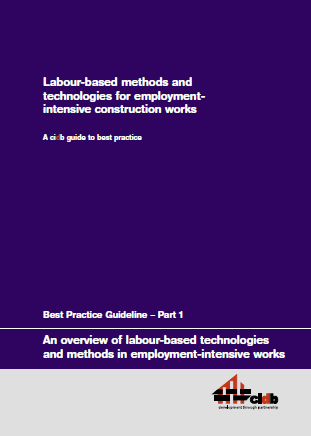 Labour-based methods and
technologies for employment-
intensive construction works
A cidb guide to best practice
Best Practice Guideline – Part 1
An overview of labour-based technologies
and methods in employment-intensive works
cidb
development through partnership